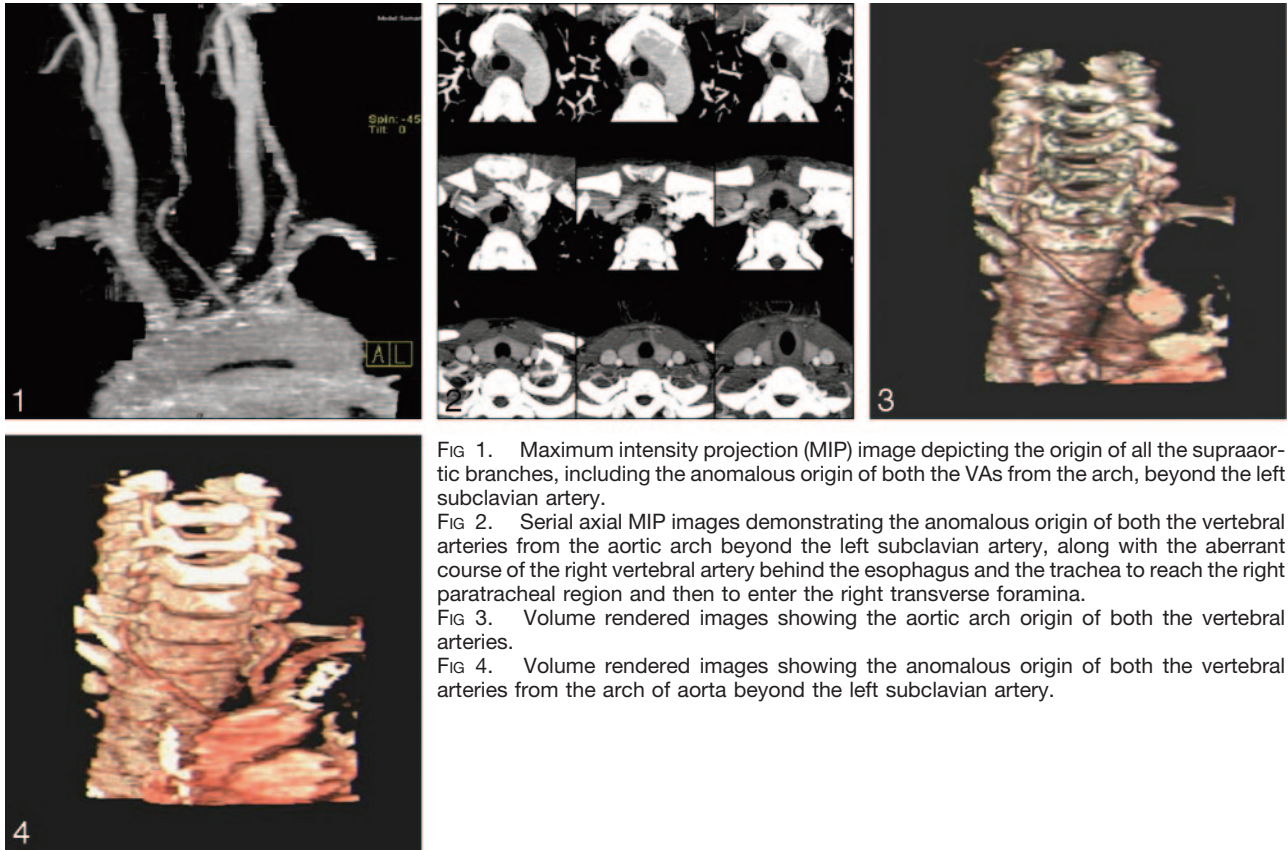 Model:Somat
Spin: -45
Tilt: 0
A L
1
2
3
4
FIG 1. Maximum intensity projection (MIP) image depicting the origin of all the supraaor-
tic branches, including the anomalous origin of both the VAs from the arch, beyond the left
subclavian artery.
FIG 2. Serial axial MIP images demonstrating the anomalous origin of both the vertebral
arteries from the aortic arch beyond the left subclavian artery, along with the aberrant
course of the right vertebral artery behind the esophagus and the trachea to reach the right
paratracheal region and then to enter the right transverse foramina.
FIG 3. Volume rendered images showing the aortic arch origin of both the vertebral
arteries.
FIG 4. Volume rendered images showing the anomalous origin of both the vertebral
arteries from the arch of aorta beyond the left subclavian artery.